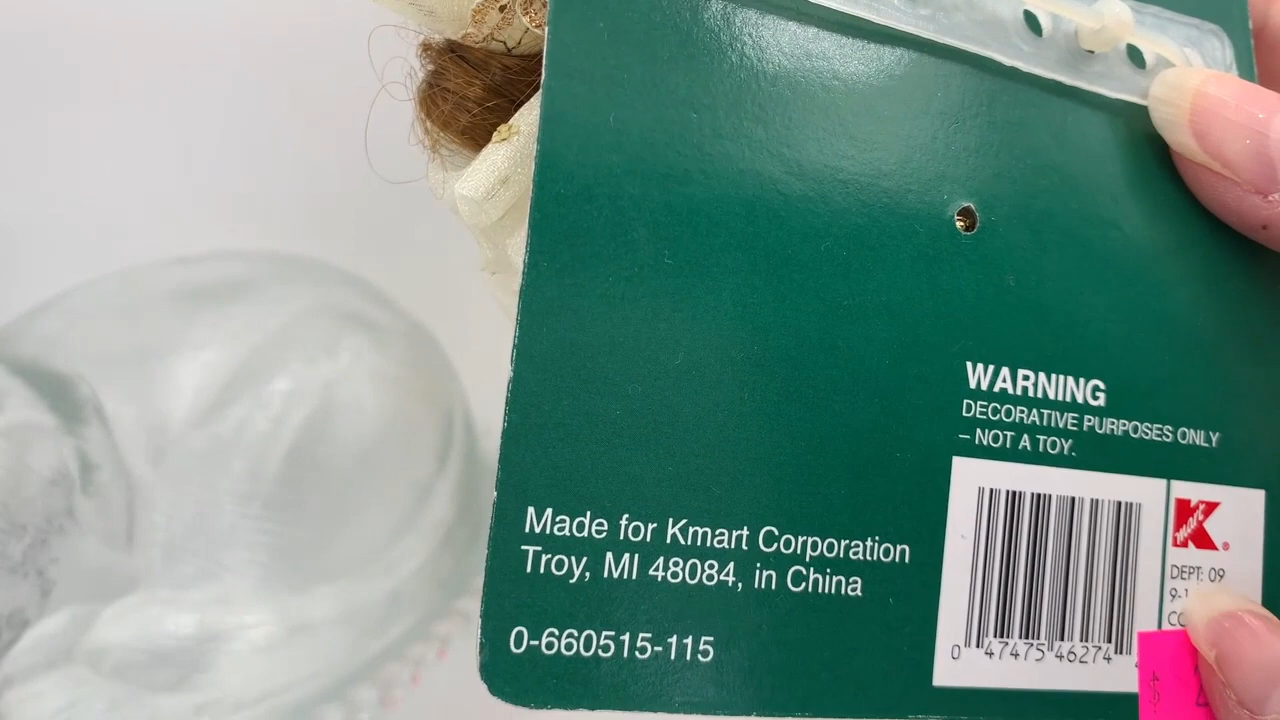 WARNING
DECORATIVE PURPOSES ONLY
– NOT A TOY.
Made for Kmart Corporation
Troy, MI 48084, in China
0-660515-115
0 47475 46274
Kmart®
DEPT: 09